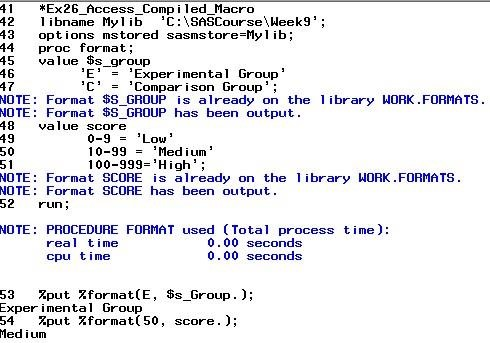 41 *Ex26_Access_Compiled_Macro
42 libname Mylib 'C:\SASCourse\Week9';
43 options mstored sasmstore=Mylib;
44 proc format;
45 value $s_group
46 'E' = 'Experimental Group'
47 'C' = 'Comparison Group';
NOTE: Format $S_GROUP is already on the library WORK.FORMATS.
NOTE: Format $S_GROUP has been output.
48 value score
49 0-9 = 'Low'
50 10-99 = 'Medium'
51 100-999='High';
NOTE: Format SCORE is already on the library WORK.FORMATS.
NOTE: Format SCORE has been output.
52 run;
NOTE: PROCEDURE FORMAT used (Total process time):
real time 0.00 seconds
cpu time 0.00 seconds
53 %put %format(E, $s_Group.);
Experimental Group
54 %put %format(50, score.);
Medium